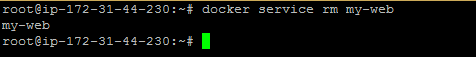 root@ip-172-31-44-230:~# docker service rm my-web
my-web
root@ip-172-31-44-230:~#